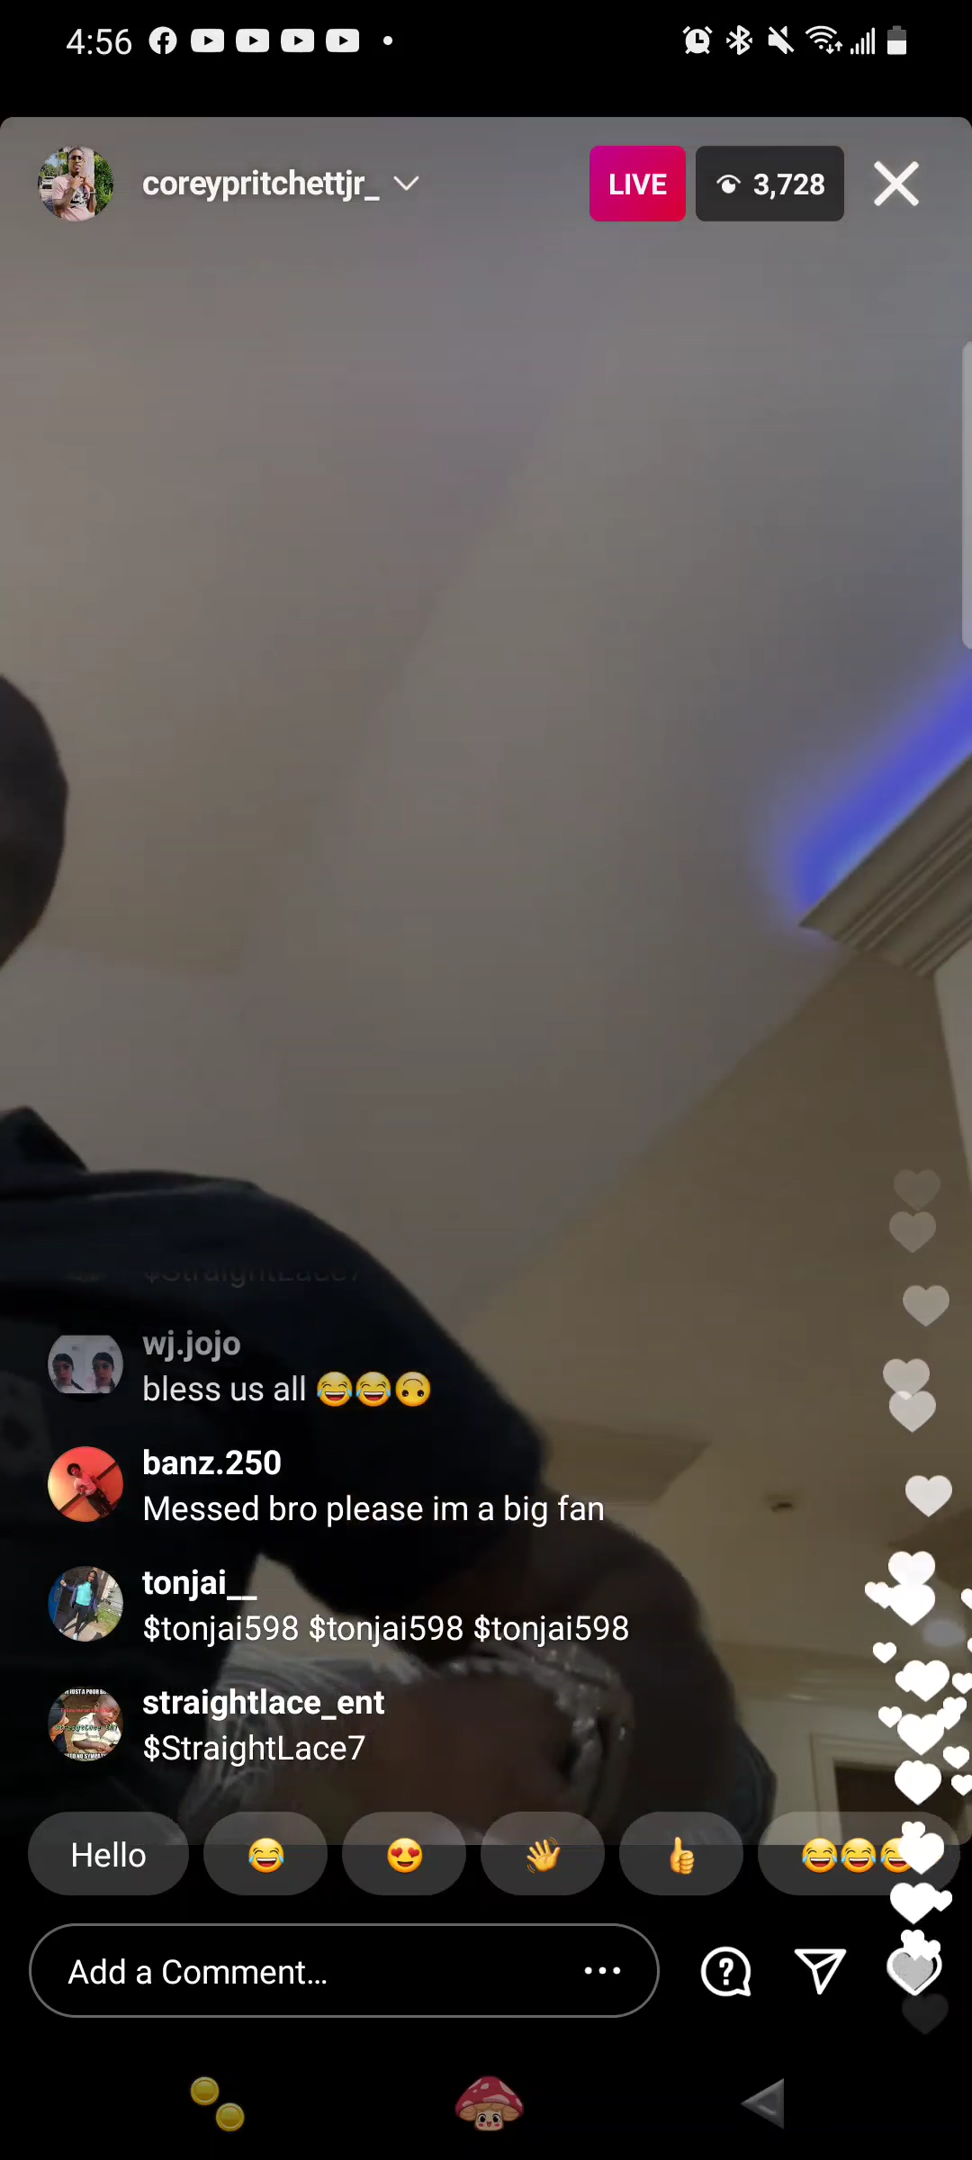 4:56
coreypritchettjr_
LIVE
3,728
$StraightLace7
wj.jojo
bless us all 😂😂🙃
banz.250
Messed bro please im a big fan
tonjai__
$tonjai598 $tonjai598 $tonjai598
straightlace_ent
$StraightLace7
Hello 😂 😍 👋 👍 😂😂😂
Add a Comment...